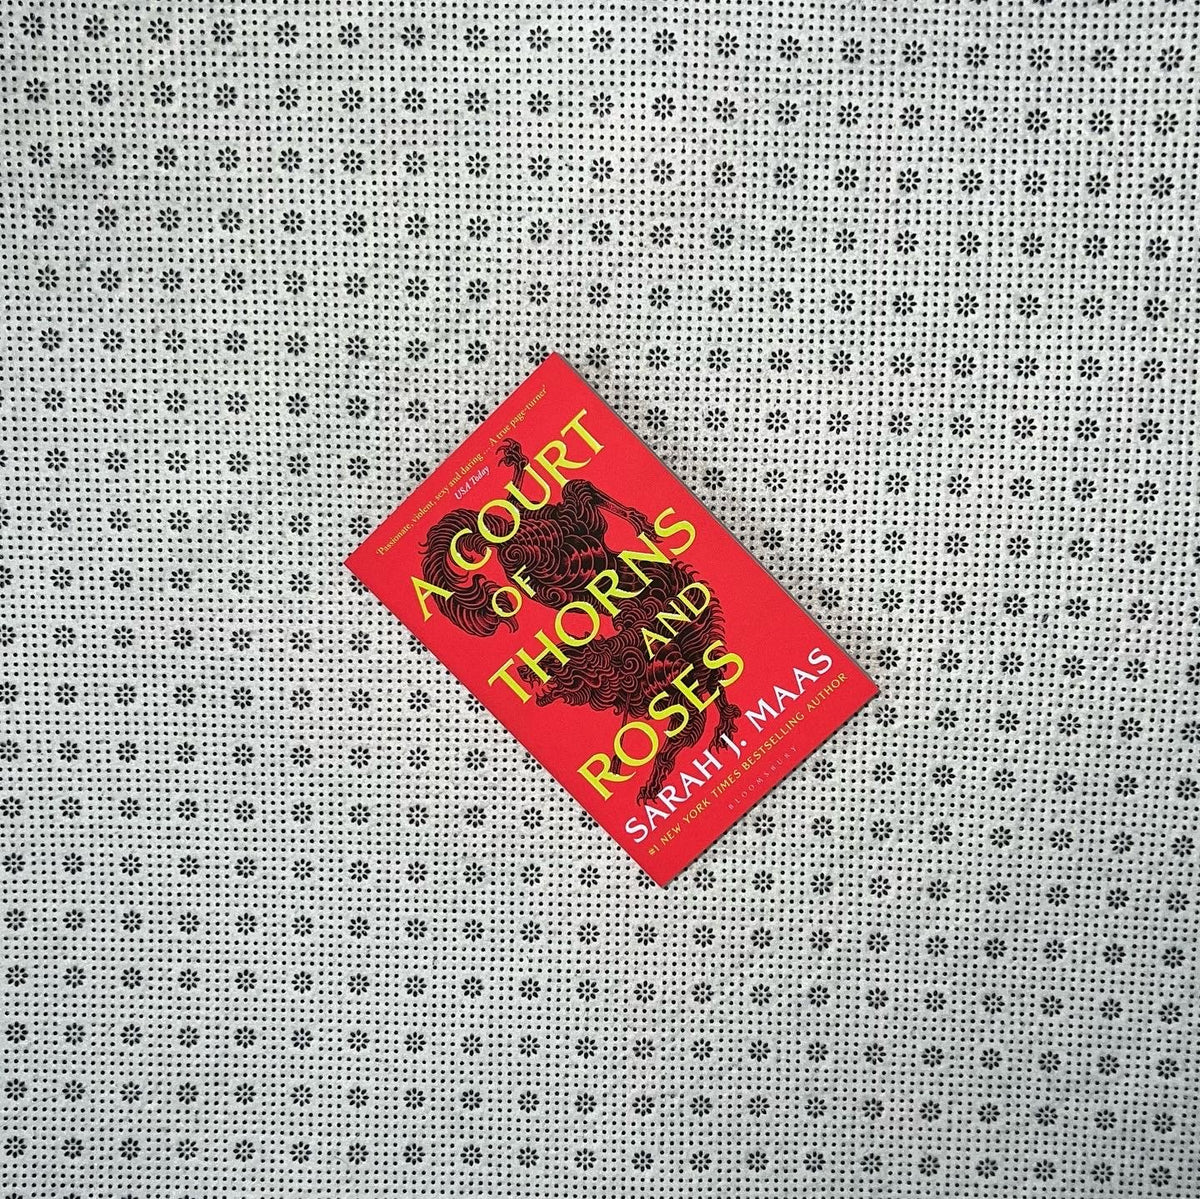 'Passionate, violent, sexy and daring ... A true page-turner'
USA Today
A COURT
OF
THORNS
AND
ROSES
SARAH J. MAAS
#1 NEW YORK TIMES BESTSELLING AUTHOR
BLOOMSBURY